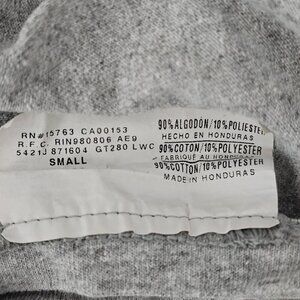 RN#15763 CA00153
R.F.C. RIN980806 AE9
5421J 871604 GT280 LWC
SMALL
90% ALGODON/10% POLIESTER
HECHO EN HONDURAS
90% COTON/10% POLYESTER
FABRIQUÉ AU HONDURAS
90% COTTON/10% POLYESTER
MADE IN HONDURAS